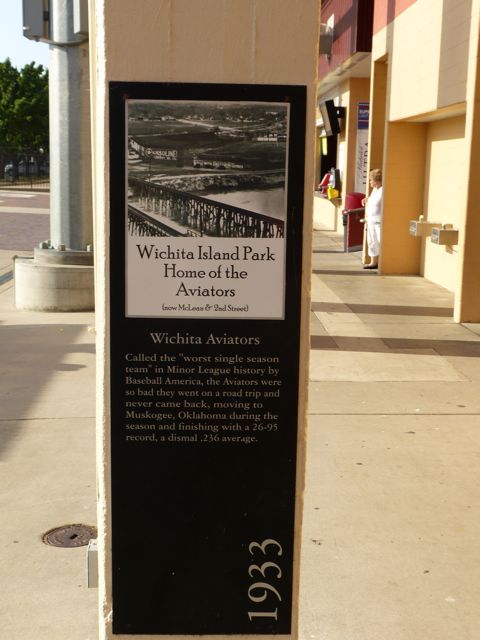 Wichita Island Park
Home of the
Aviators
(now McLean & 2nd Street)
Wichita Aviators
Called the "worst single season
team" in Minor League history by
Baseball America, the Aviators were
so bad they went on a road trip and
never came back, moving to
Muskogee, Oklahoma during the
season and finishing with a 26-95
record, a dismal .236 average.
1933